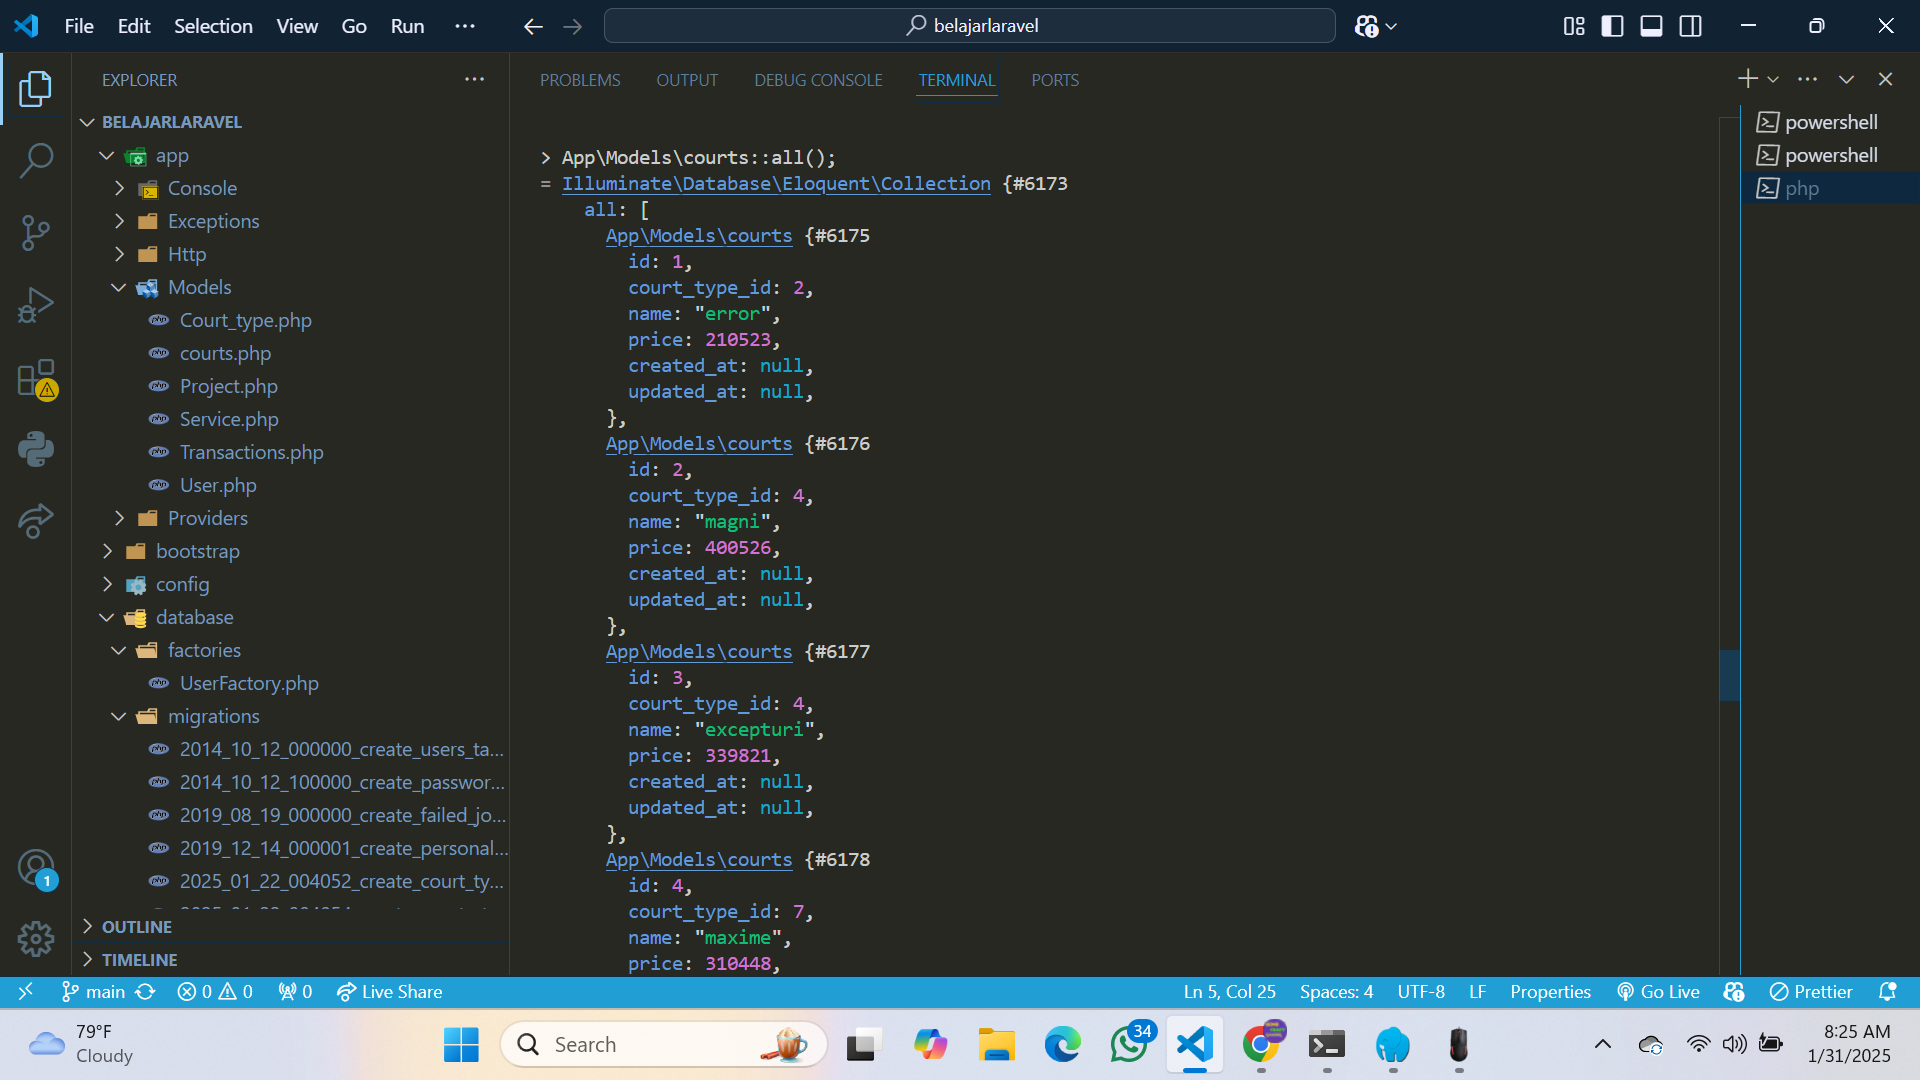 File Edit Selection View Go Run ...
belajarlaravel
EXPLORER
BELAJARLARAVEL
app
Console
Exceptions
Http
Models
Court_type.php
courts.php
Project.php
Service.php
Transactions.php
User.php
Providers
bootstrap
config
database
factories
UserFactory.php
migrations
2014_10_12_000000_create_users_ta...
2014_10_12_100000_create_passwor...
2019_08_19_000000_create_failed_jo...
2019_12_14_000001_create_personal...
2025_01_22_004052_create_court_ty...
OUTLINE
TIMELINE
PROBLEMS OUTPUT DEBUG CONSOLE TERMINAL PORTS
> App\Models\courts::all();
= Illuminate\Database\Eloquent\Collection {#6173
all: [
App\Models\courts {#6175
id: 1,
court_type_id: 2,
name: "error",
price: 210523,
created_at: null,
updated_at: null,
},
App\Models\courts {#6176
id: 2,
court_type_id: 4,
name: "magni",
price: 400526,
created_at: null,
updated_at: null,
},
App\Models\courts {#6177
id: 3,
court_type_id: 4,
name: "excepturi",
price: 339821,
created_at: null,
updated_at: null,
},
App\Models\courts {#6178
id: 4,
court_type_id: 7,
name: "maxime",
price: 310448,
powershell
powershell
php
1
main 0 0 0 Live Share
Ln 5, Col 25 Spaces: 4 UTF-8 LF Properties Go Live Prettier
79°F
Cloudy
Search
34
8:25 AM
1/31/2025